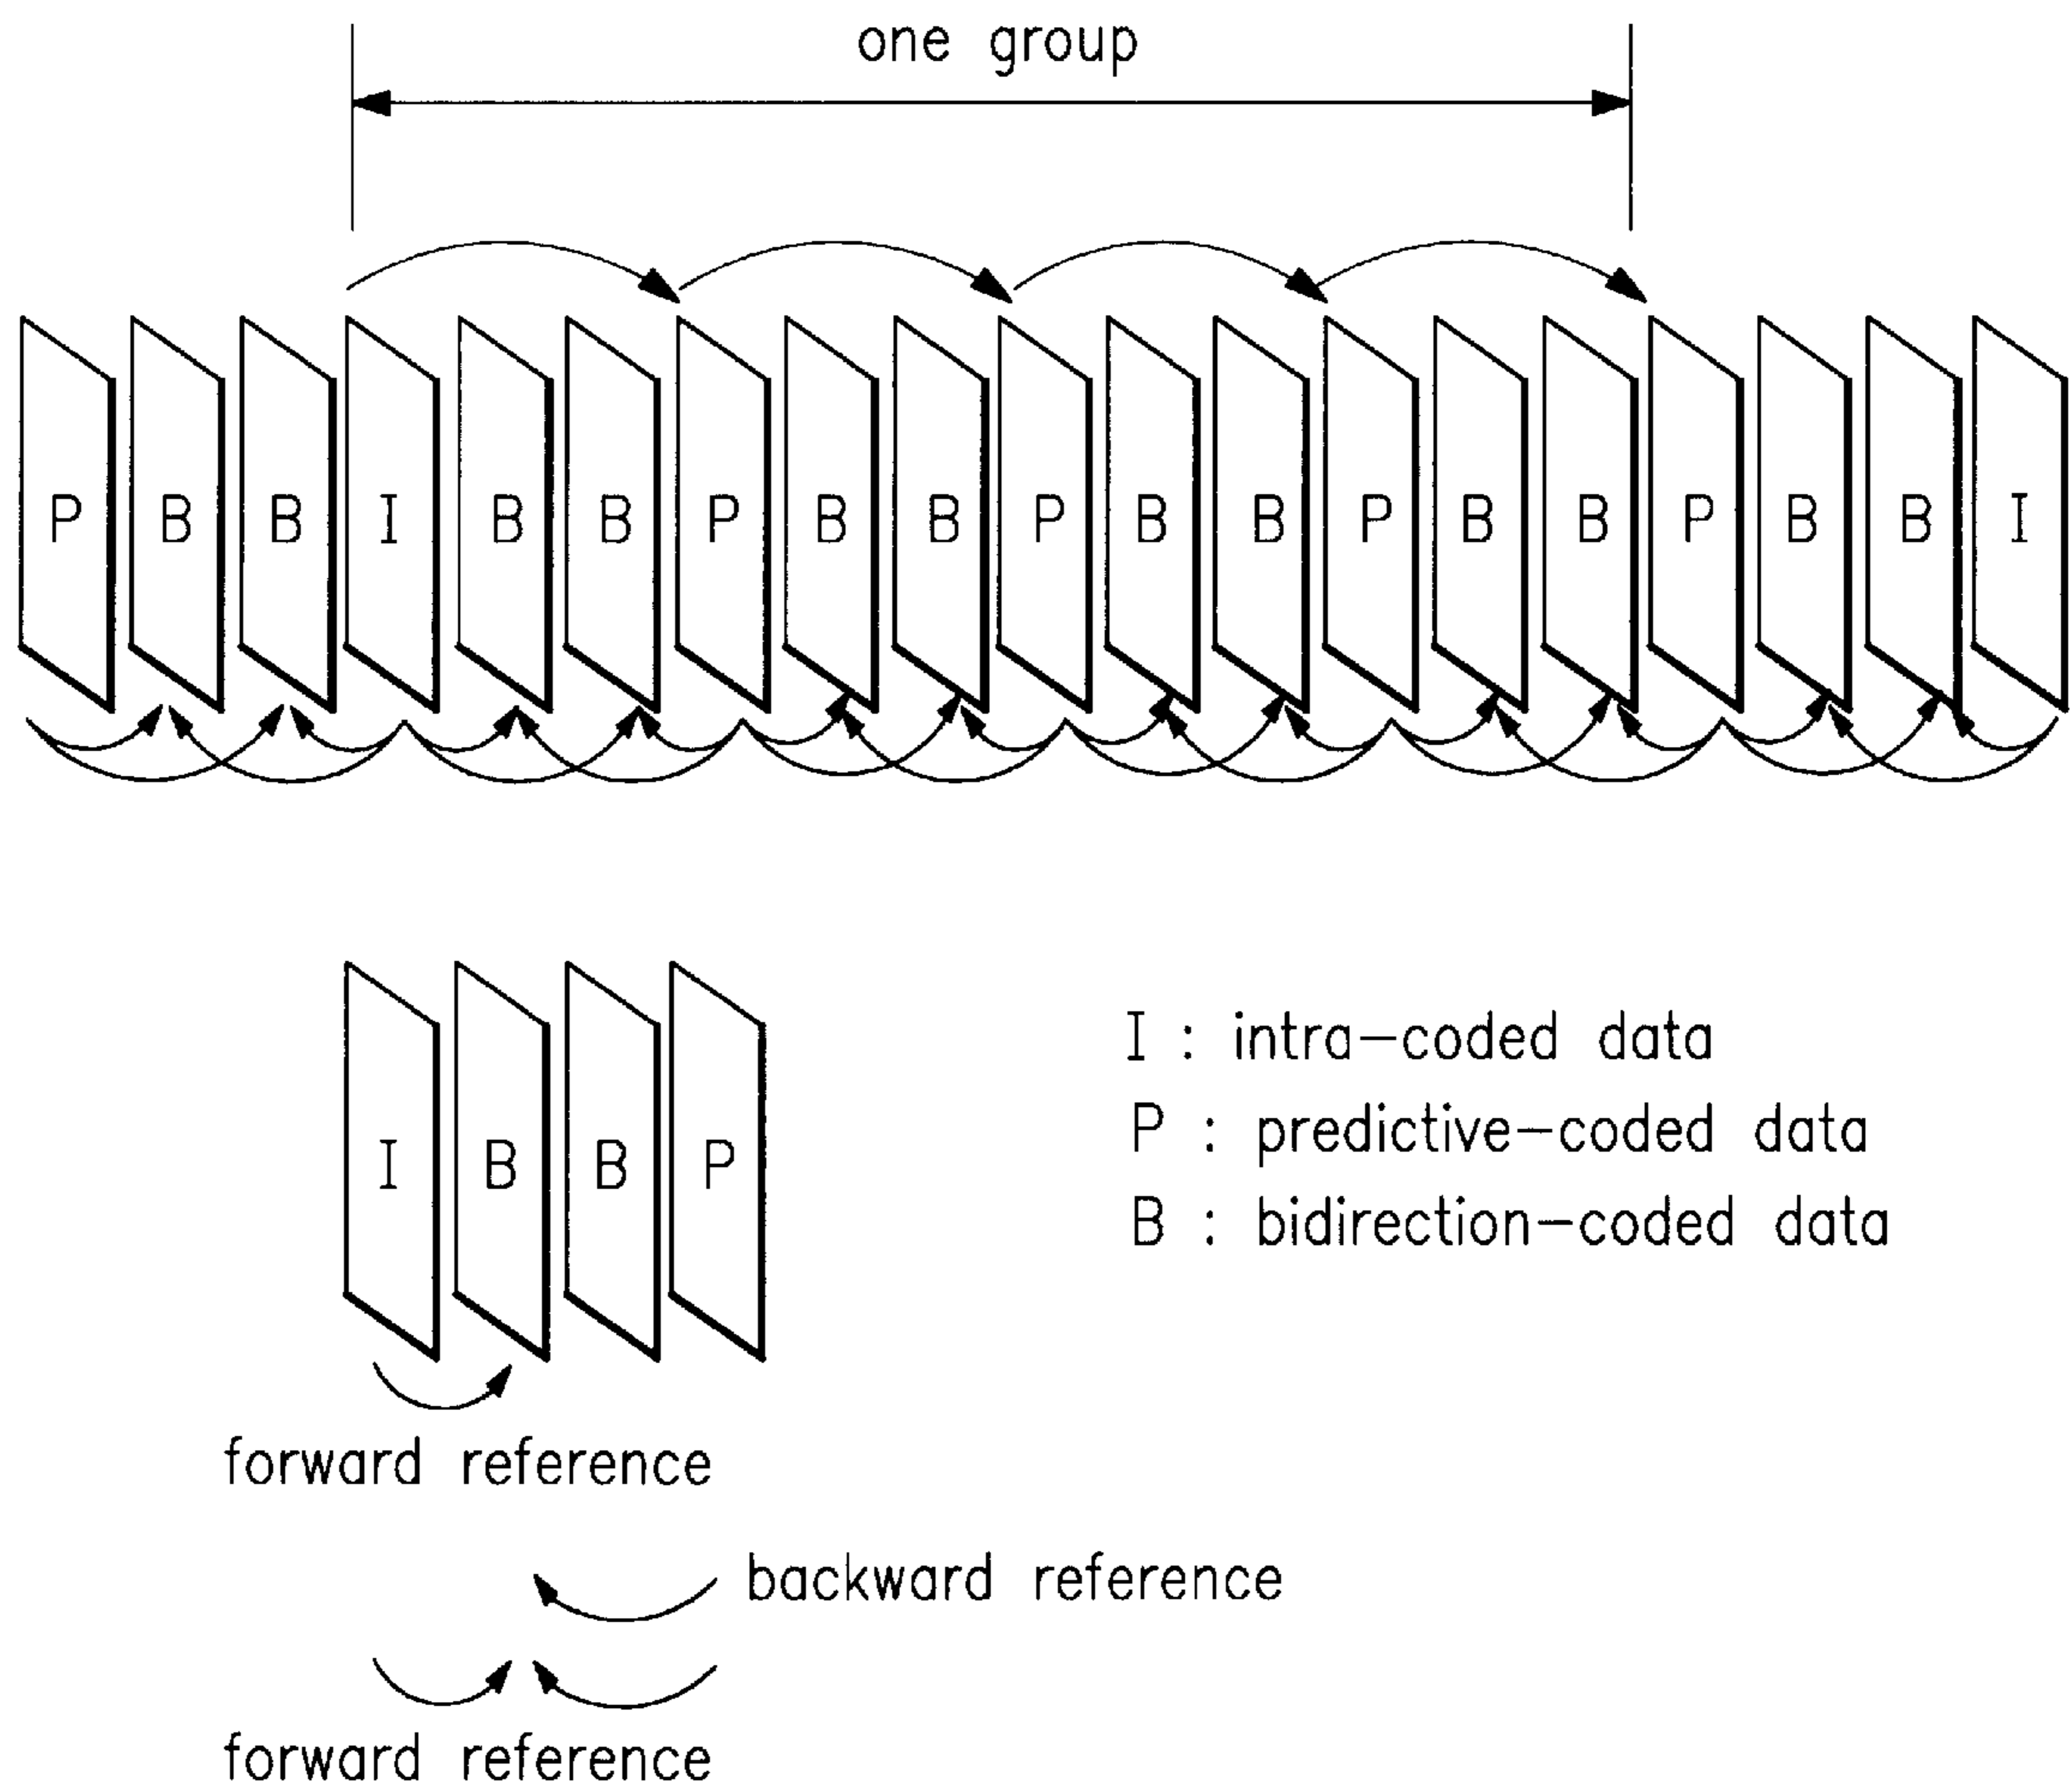 one group
P B B I B B P B B P B B P B B P B B I
I B B P
I : intra-coded data
P : predictive-coded data
B : bidirection-coded data
forward reference
backward reference
forward reference